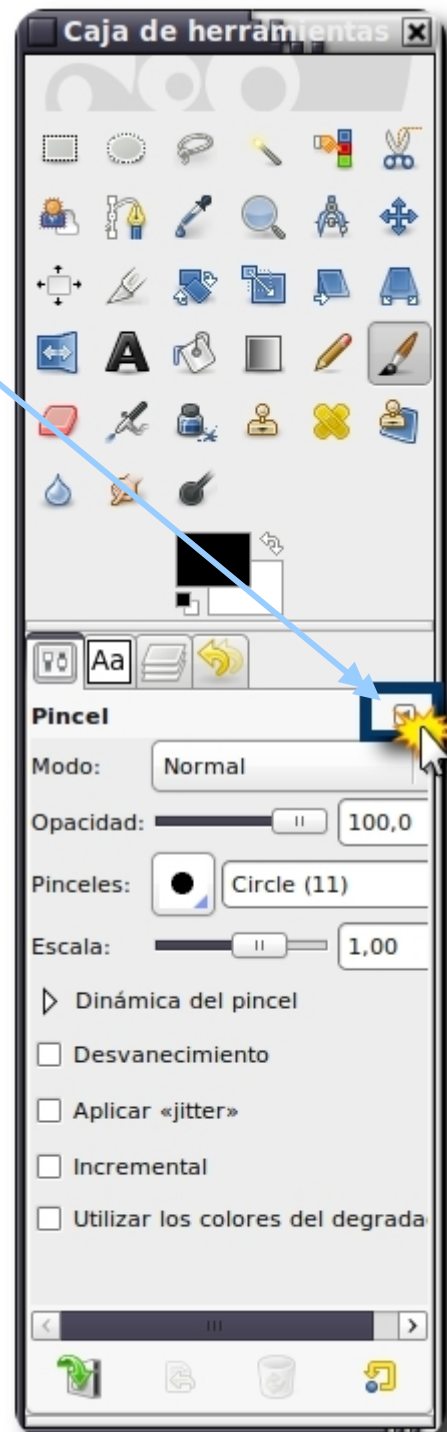 Caja de herramientas
Aa
Pincel
Modo: Normal
Opacidad: 100,0
Pinceles: Circle (11)
Escala: 1,00
Dinámica del pincel
Desvanecimiento
Aplicar «jitter»
Incremental
Utilizar los colores del degrada